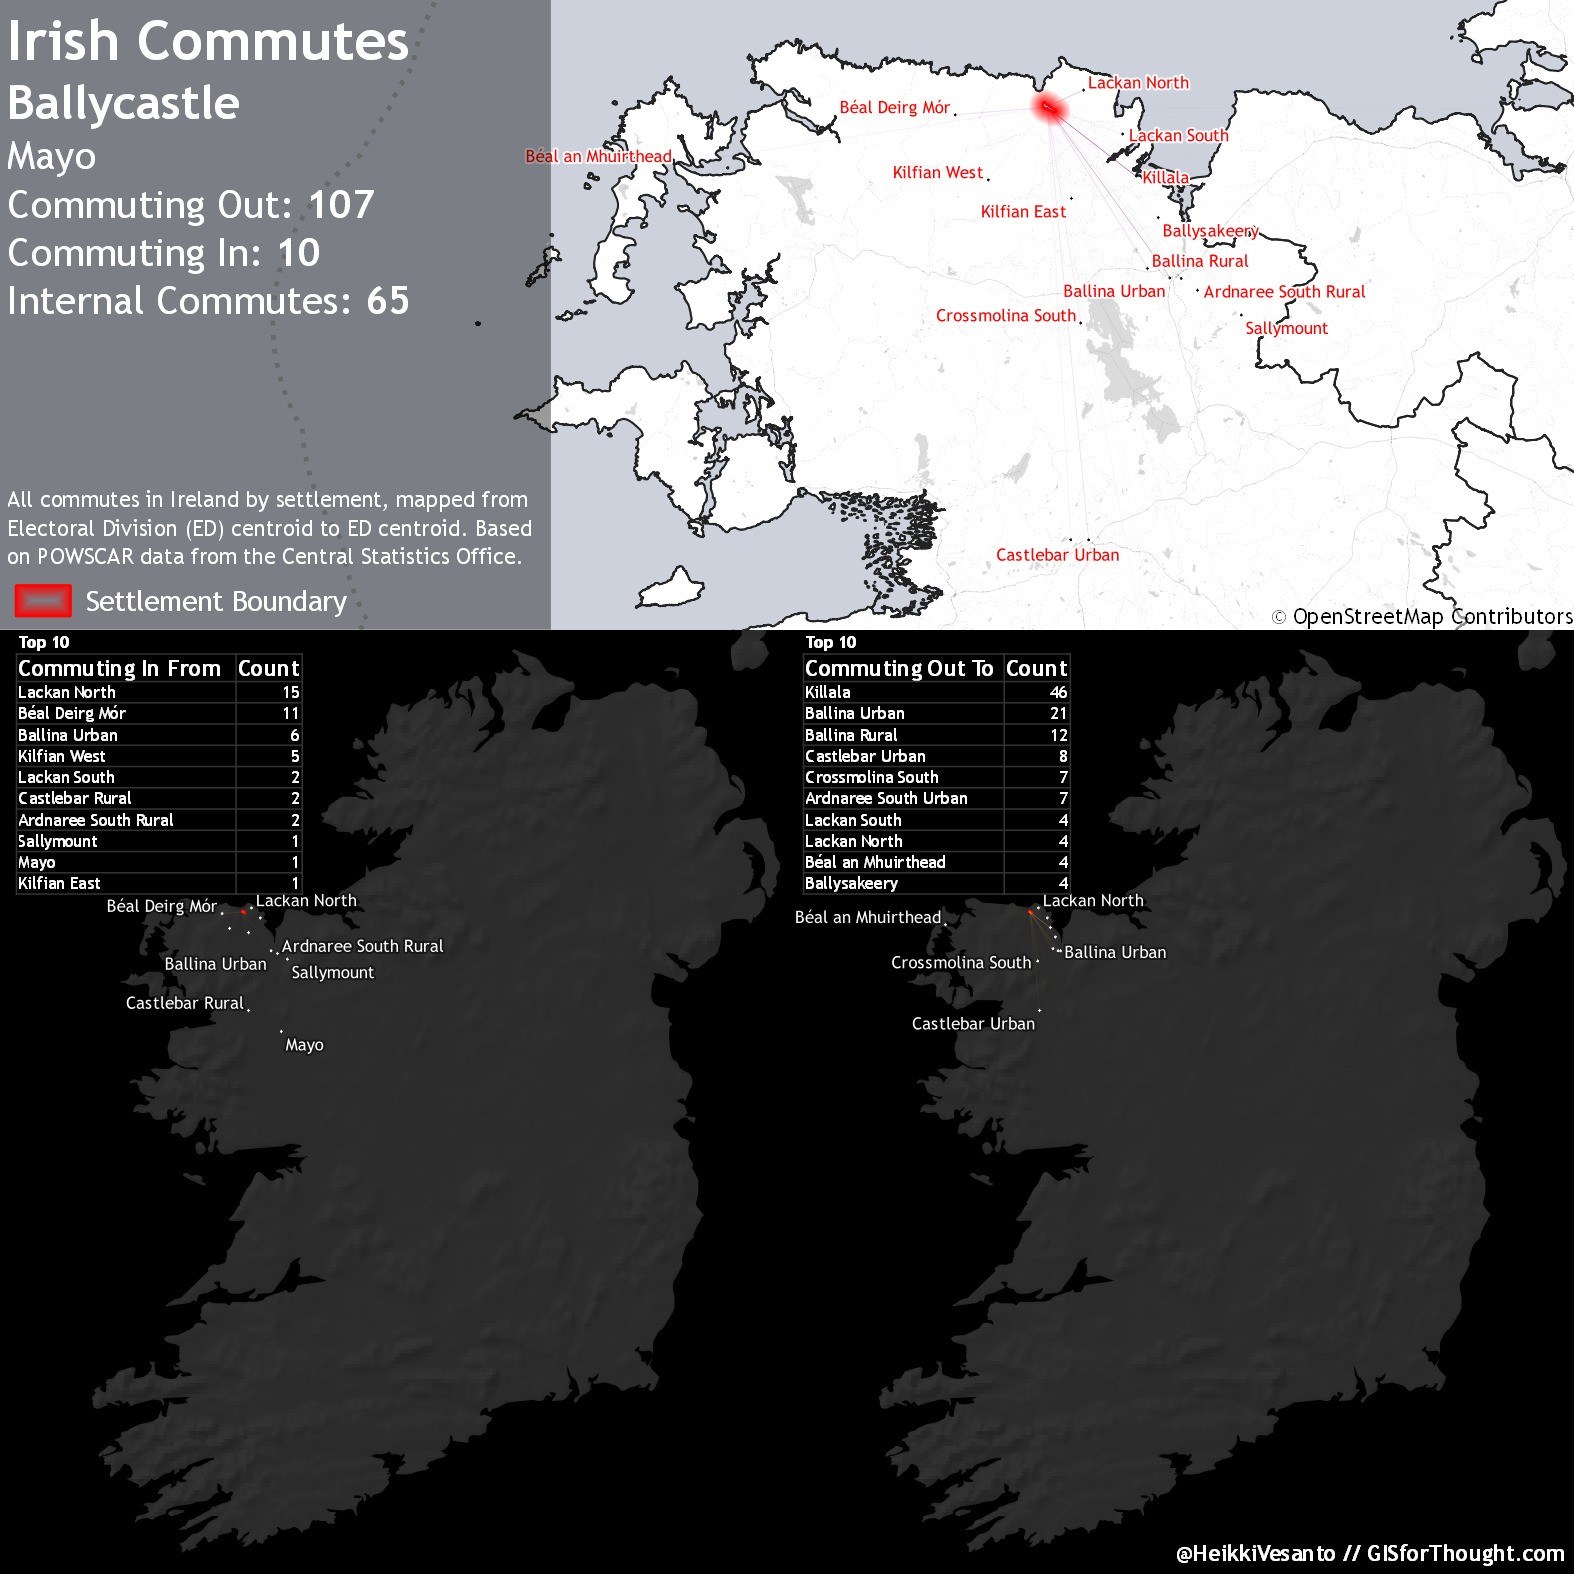 Irish Commutes
Ballycastle
Mayo
Commuting Out: 107
Commuting In: 10
Internal Commutes: 65
All commutes in Ireland by settlement, mapped from
Electoral Division (ED) centroid to ED centroid. Based
on POWSCAR data from the Central Statistics Office.
Settlement Boundary
Lackan North
Béal Deirg Mór
Lackan South
Béal an Mhuirthead
Kilfian West
Killala
Kilfian East
Ballysakeery
Ballina Rural
Ballina Urban
Ardnaree South Rural
Crossmolina South
Sallymount
Castlebar Urban
© OpenStreetMap Contributors
Top 10
Commuting In From Count
Lackan North 15
Béal Deirg Mór 11
Ballina Urban 6
Kilfian West 5
Lackan South 2
Castlebar Rural 2
Ardnaree South Rural 2
Sallymount 1
Mayo 1
Kilfian East 1
Béal Deirg Mór
Lackan North
Ardnaree South Rural
Ballina Urban
Sallymount
Castlebar Rural
Mayo
Top 10
Commuting Out To Count
Killala 46
Ballina Urban 21
Ballina Rural 12
Castlebar Urban 8
Crossmolina South 7
Ardnaree South Urban 7
Lackan South 4
Lackan North 4
Béal an Mhuirthead 4
Ballysakeery 4
Lackan North
Béal an Mhuirthead
Ballina Urban
Crossmolina South
Castlebar Urban
@HeikkiVesanto // GISforThought.com